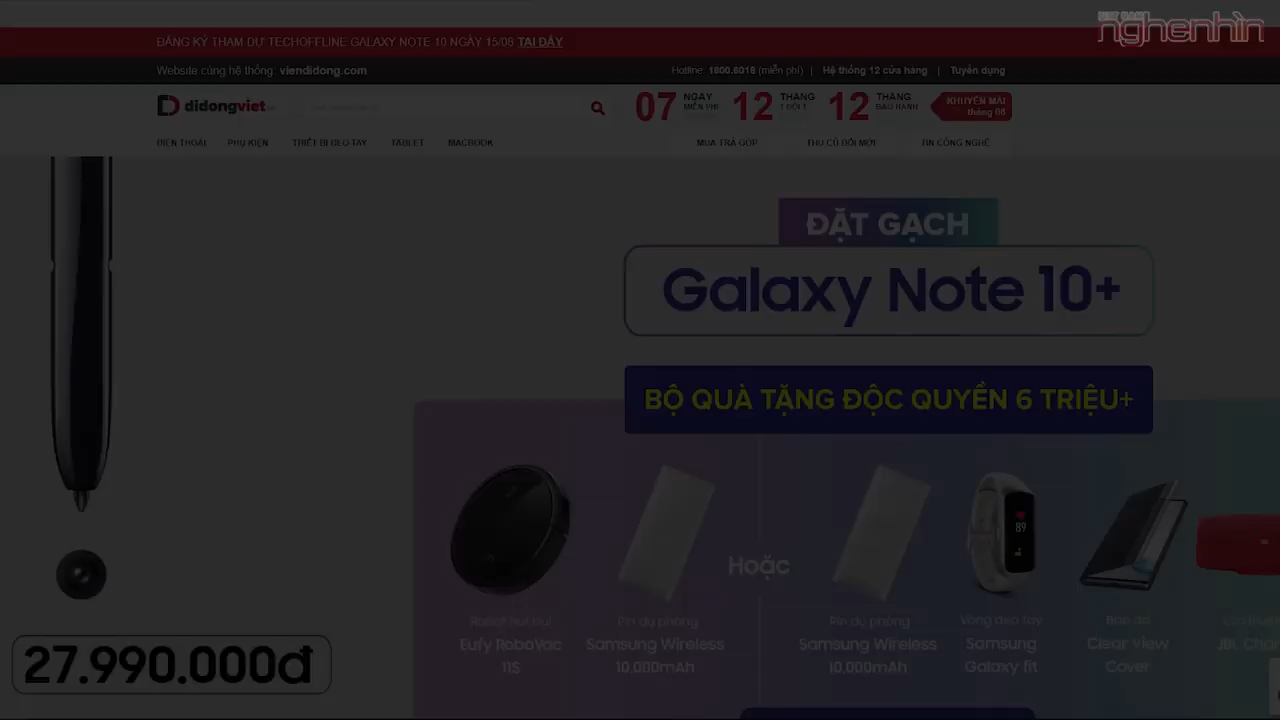 nghenhìn
ĐĂNG KÝ THAM DỰ TECHOFFLINE GALAXY NOTE 10 NGÀY 15/08 TẠI ĐÂY
Website cùng hệ thống: viendidong.com
Hotline: 1800.6018 (miễn phí) | Hệ thống 12 cửa hàng | Tuyển dụng
didongviet
07 NGÀY MIỄN PHÍ
12 THÁNG 1 ĐỔI 1
12 THÁNG BẢO HÀNH
KHUYẾN MÃI
tháng 08
ĐIỆN THOẠI PHỤ KIỆN THIẾT BỊ ĐEO TAY TABLET MACBOOK MUA TRẢ GÓP THU CŨ ĐỔI MỚI TIN CÔNG NGHỆ
ĐẶT GẠCH
Galaxy Note 10+
BỘ QUÀ TẶNG ĐỘC QUYỀN 6 TRIỆU+
89
Hoặc
Robot hút bụi
Eufy RoboVac
11S
Pin dự phòng
Samsung Wireless
10.000mAh
Pin dự phòng
Samsung Wireless
10.000mAh
Vòng đeo tay
Samsung
Galaxy fit
Bao da
Clear View
Cover
JBL
27.990.000đ